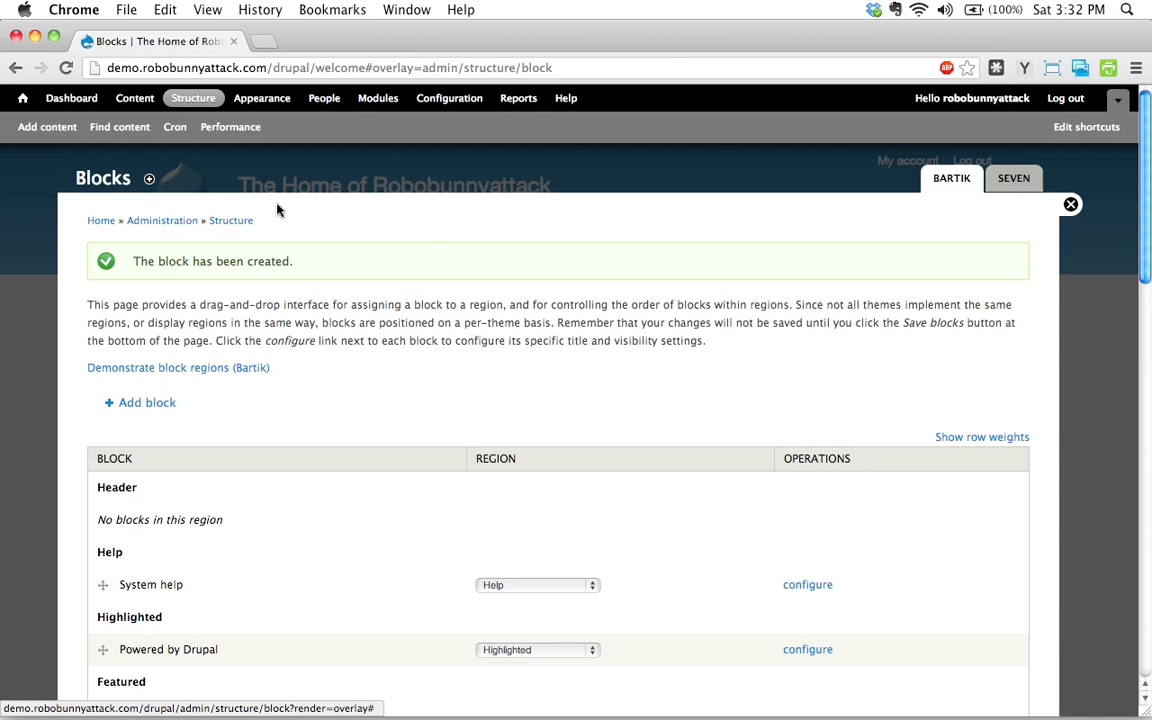 Chrome File Edit View History Bookmarks Window Help (100%) Sat 3:32 PM
Blocks | The Home of Rob
demo.robobunnyattack.com/drupal/welcome#overlay=admin/structure/block ABP Y
Dashboard Content Structure Appearance People Modules Configuration Reports Help Hello robobunnyattack Log out
Add content Find content Cron Performance Edit shortcuts
My account Log out
Blocks The Home of Robobunnyattack BARTIK SEVEN
Home » Administration » Structure
The block has been created.
This page provides a drag-and-drop interface for assigning a block to a region, and for controlling the order of blocks within regions. Since not all themes implement the same
regions, or display regions in the same way, blocks are positioned on a per-theme basis. Remember that your changes will not be saved until you click the Save blocks button at
the bottom of the page. Click the configure link next to each block to configure its specific title and visibility settings.
Demonstrate block regions (Bartik)
Add block
Show row weights
BLOCK REGION OPERATIONS
Header
No blocks in this region
Help
System help Help configure
Highlighted
Powered by Drupal Highlighted configure
Featured
demo.robobunnyattack.com/drupal/admin/structure/block?render=overlay#